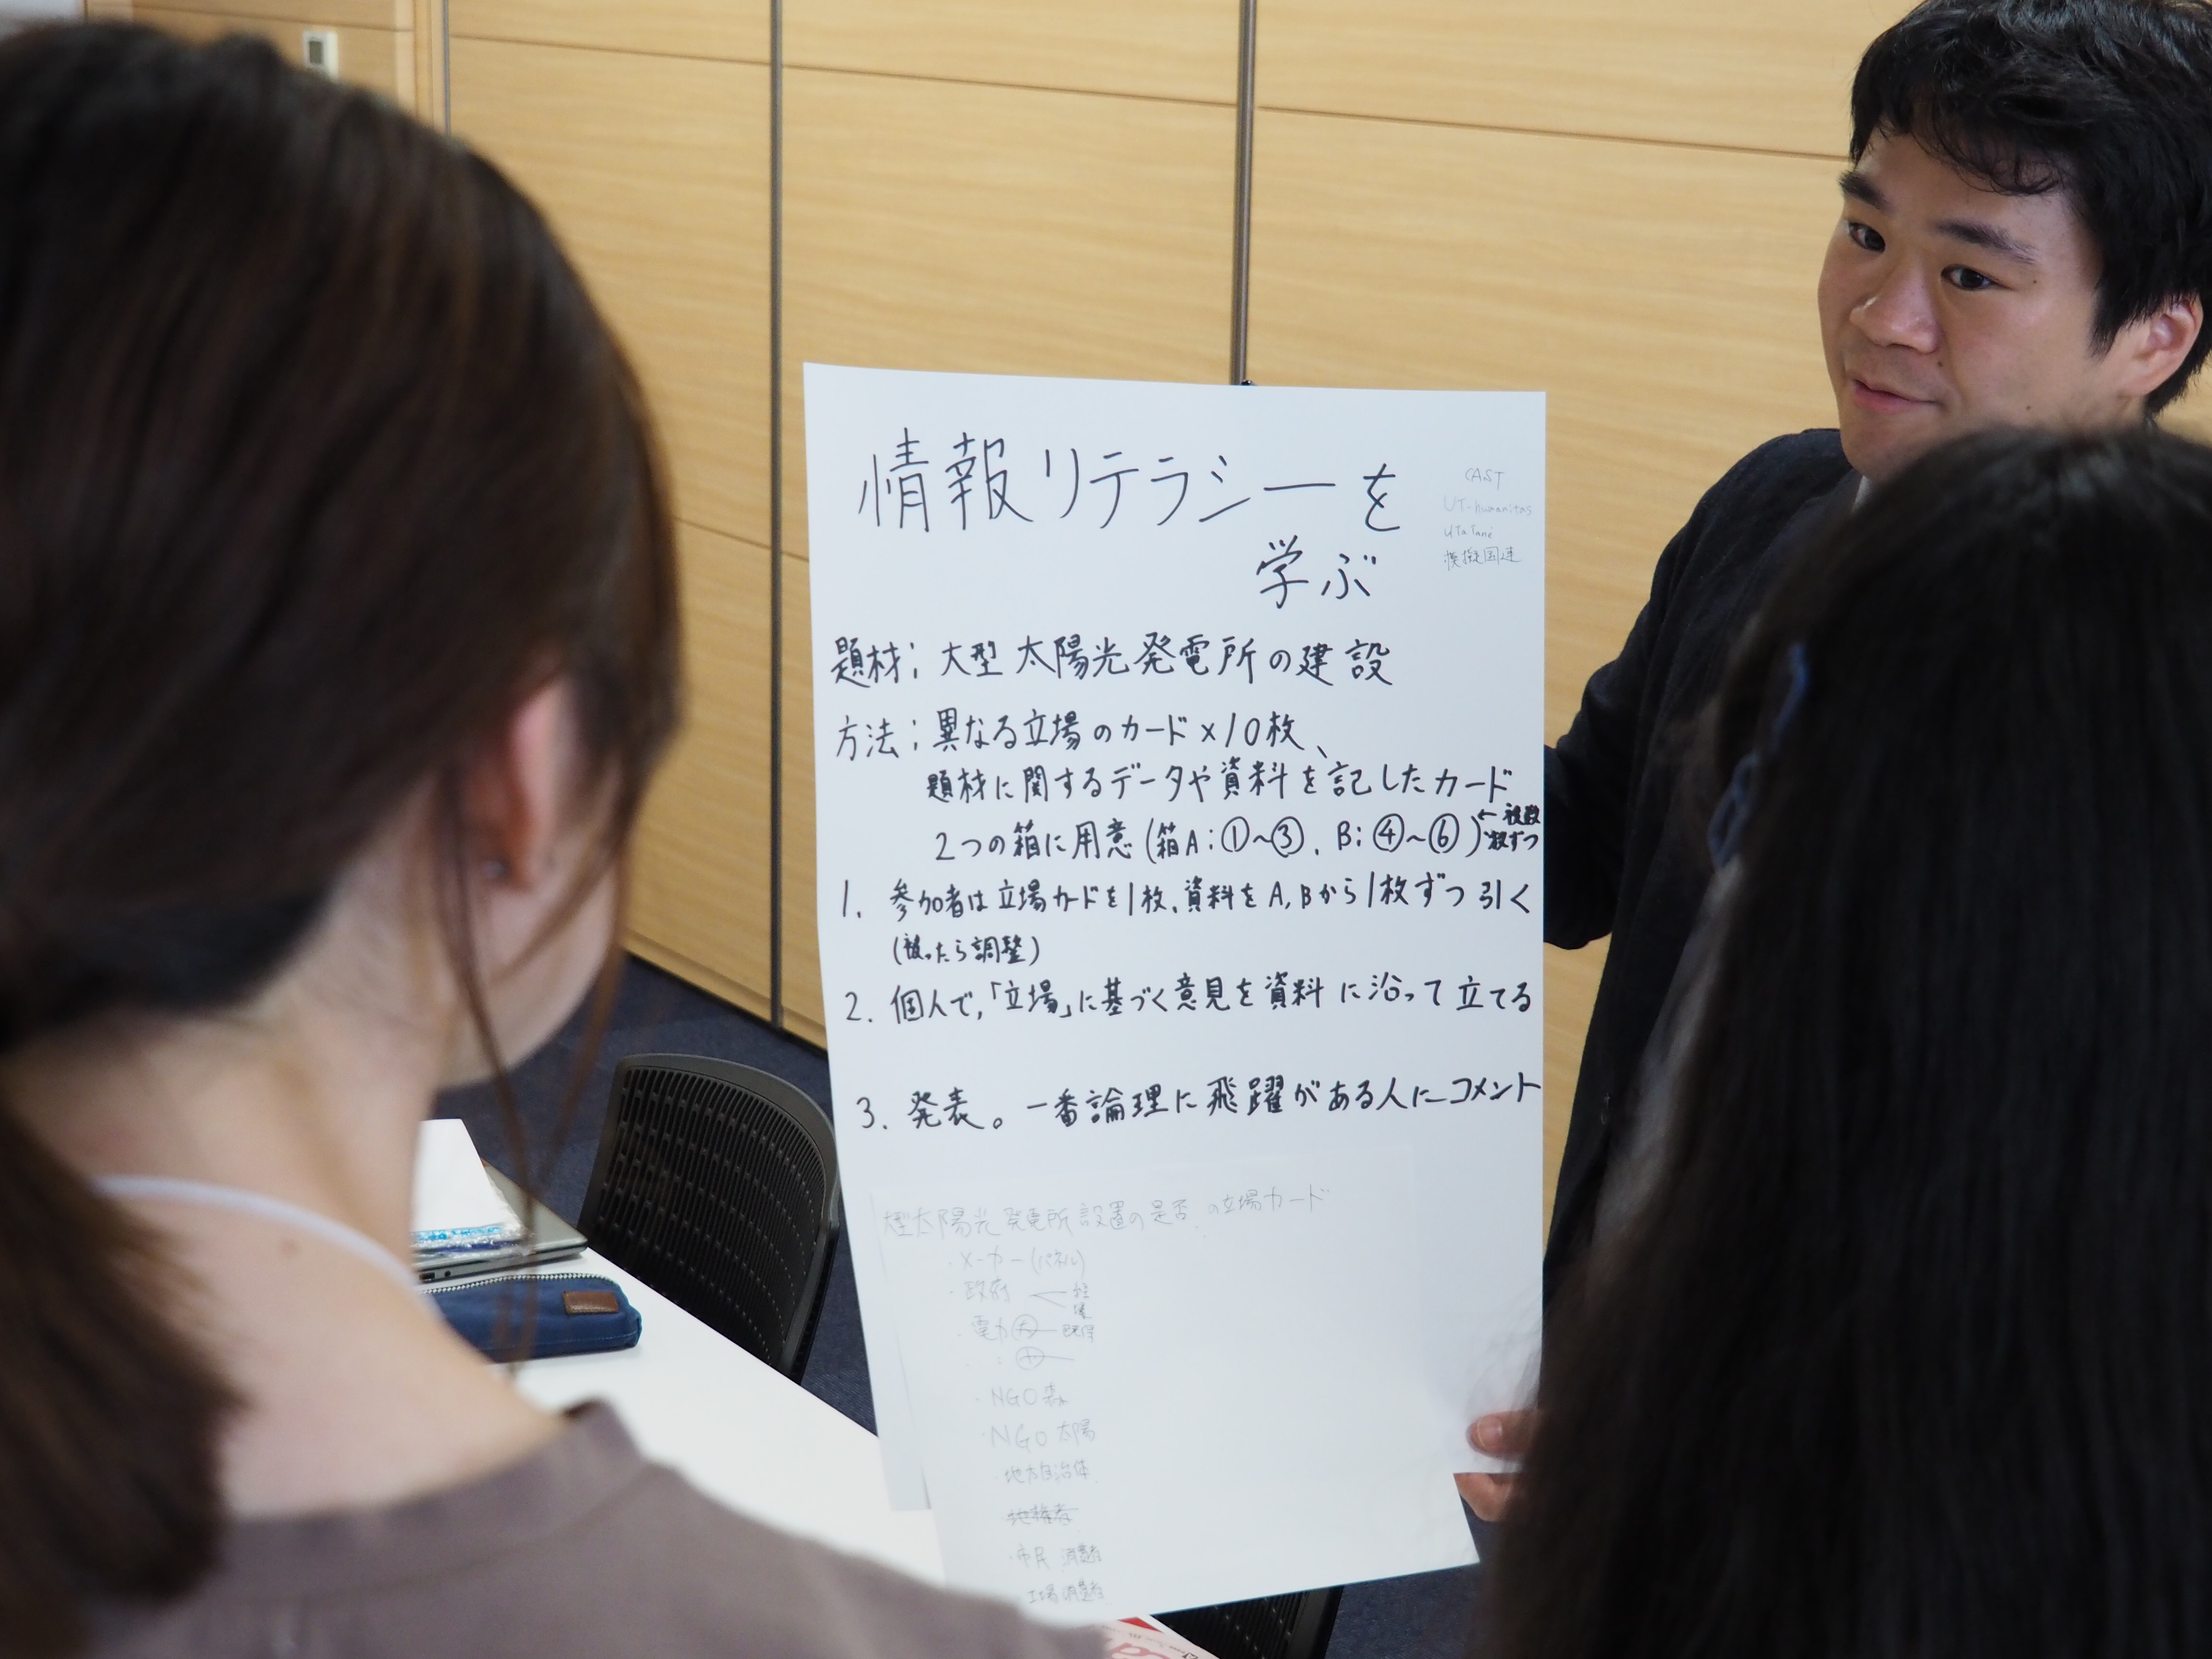 情報リテラシーを
学ぶ
CAST
UT-humanitas
UTaTané
模擬国連
題材: 大型太陽光発電所の建設
方法: 異なる立場のカード×10枚、
題材に関するデータや資料を記したカード
2つの箱に用意(箱A:①~③、B:④~⑥)←複数枚ずつ
1. 参加者は立場カードを1枚、資料をA,Bから1枚ずつ引く
(被ったら調整)
2. 個人で,「立場」に基づく意見を資料に沿って立てる
3. 発表。一番論理に飛躍がある人にコメント
大型太陽光発電所設置の是否の立場カード
・メーカー(パネル)
・政府
・電力大
・NGO 森
・NGO 太陽
・地方自治体
・地権者
・市民 消費者
工場 消費者